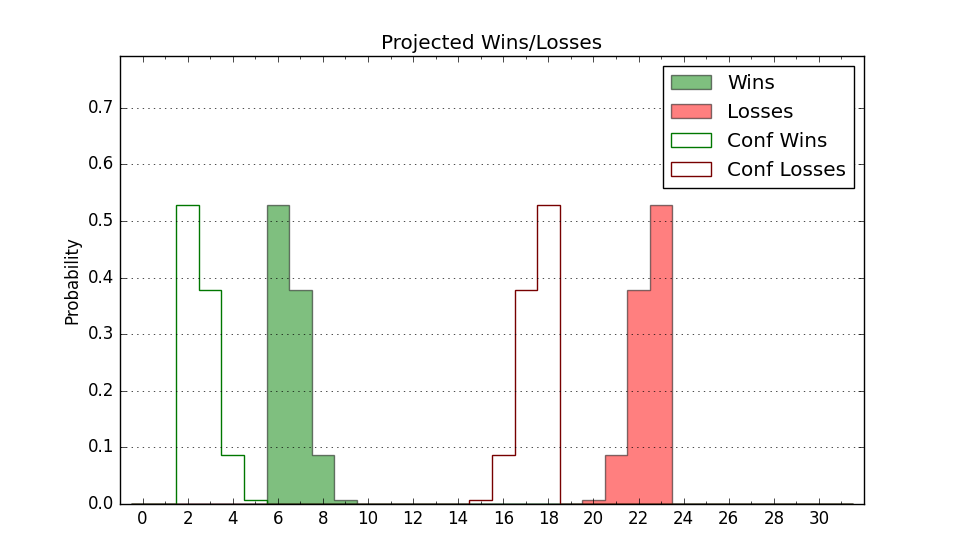 Projected Wins/Losses
Wins
Losses
Conf Wins
Conf Losses
Probability
0.7
0.6
0.5
0.4
0.3
0.2
0.1
0.0
0 2 4 6 8 10 12 14 16 18 20 22 24 26 28 30